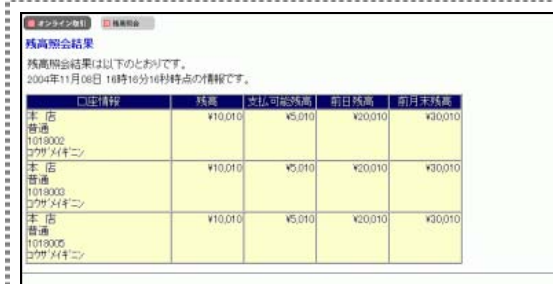 オンライン取引 残高照会
残高照会結果
残高照会結果は以下のとおりです。
2004年11月08日 16時16分16秒時点の情報です。
口座情報 残高 支払可能残高 前日残高 前月末残高
本 店 ¥10,010 ¥5,010 ¥20,010 ¥30,010
普通
1018002
コウザメイギニン
本 店 ¥10,010 ¥5,010 ¥20,010 ¥30,010
普通
1018003
コウザメイギニン
本 店 ¥10,010 ¥5,010 ¥20,010 ¥30,010
普通
1018005
コウザメイギニン